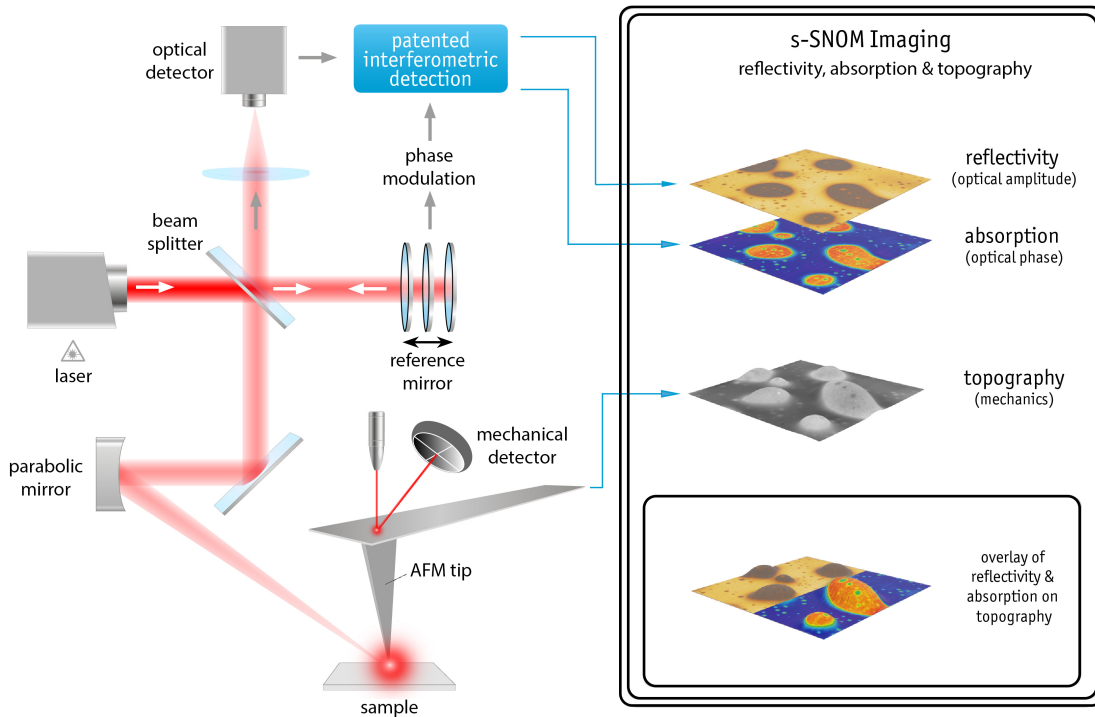 optical
detector
patented
interferometric
detection
phase
modulation
beam
splitter
laser
reference
mirror
parabolic
mirror
mechanical
detector
AFM tip
sample
s-SNOM Imaging
reflectivity, absorption & topography
reflectivity
(optical amplitude)
absorption
(optical phase)
topography
(mechanics)
overlay of
reflectivity &
absorption on
topography